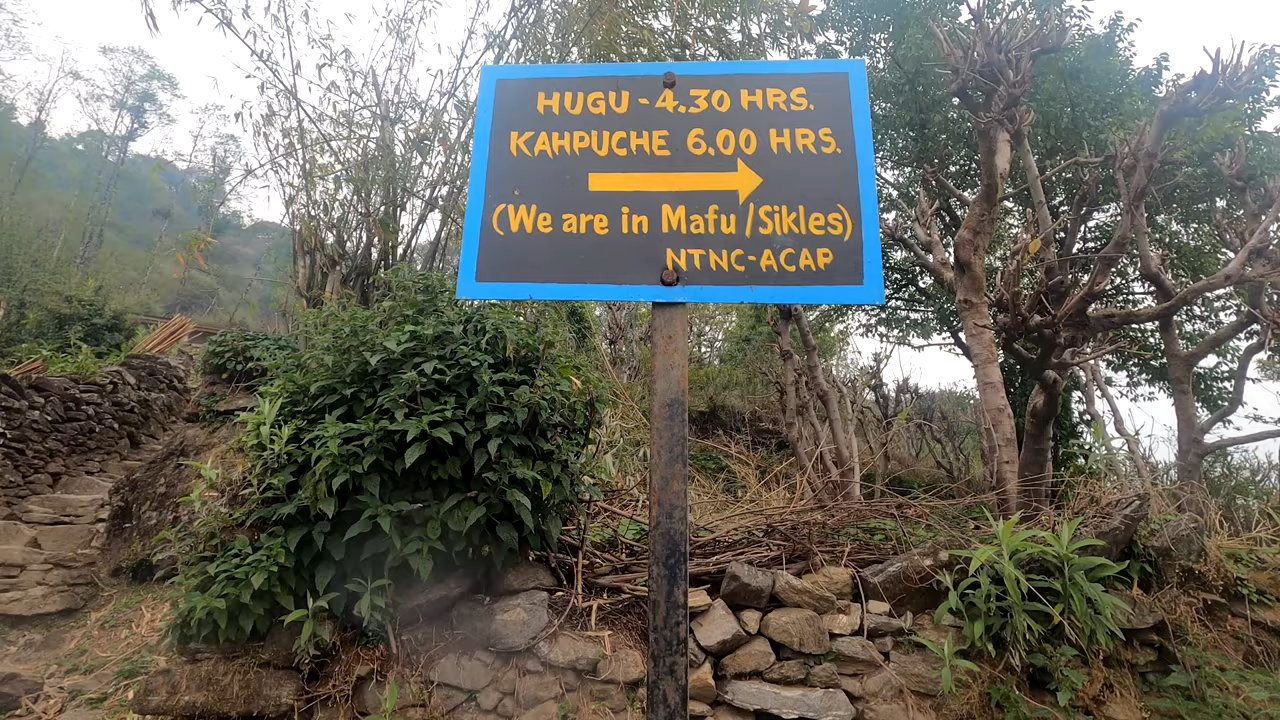 HUGU - 4.30 HRS.
KAHPUCHE 6.00 HRS.
(We are in Mafu /Sikles)
NTNC-ACAP